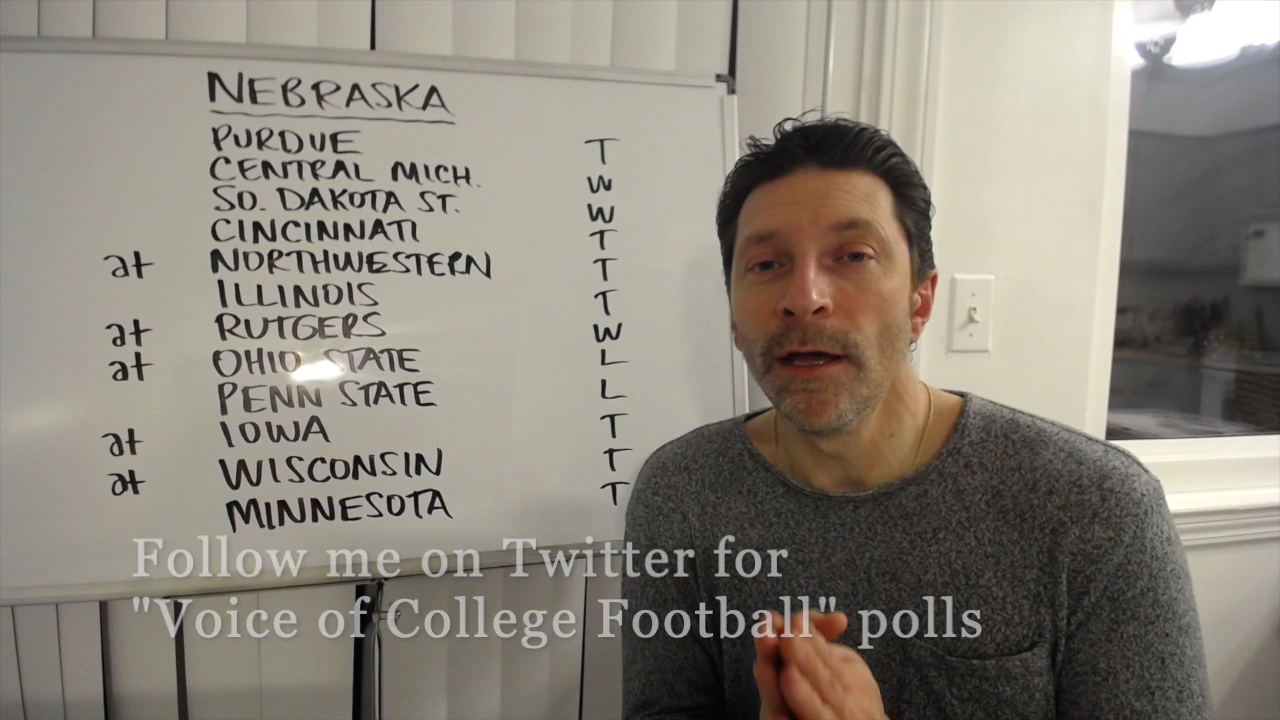 NEBRASKA
PURDUE T
CENTRAL MICH. W
SO. DAKOTA ST. W
CINCINNATI T
at NORTHWESTERN T
ILLINOIS T
at RUTGERS W
at OHIO STATE L
PENN STATE L
at IOWA T
at WISCONSIN T
MINNESOTA T
Follow me on Twitter for
"Voice of College Football" polls